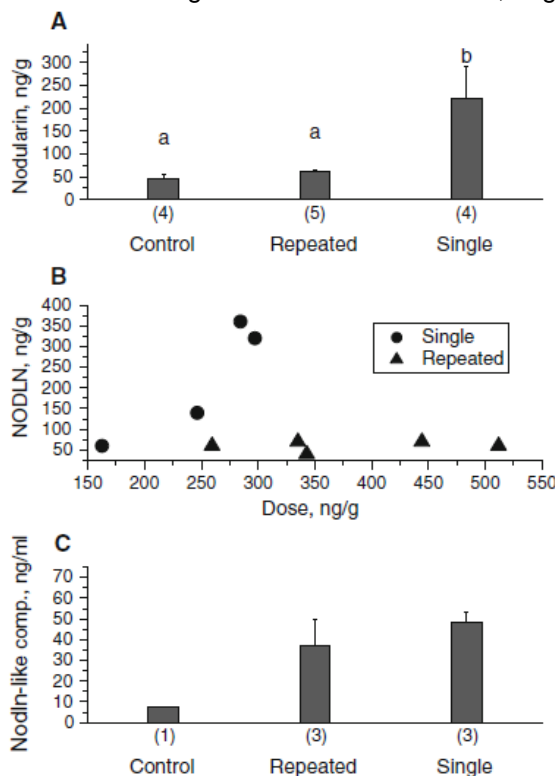 A
Nodularin, ng/g
300
250
200
150
100
50
0
a
a
b
(4)
(5)
(4)
Control
Repeated
Single
B
NODLN, ng/g
400
350
300
250
200
150
100
50
Single
Repeated
150
200
250
300
350
400
450
500
550
Dose, ng/g
C
Nodln-like comp., ng/ml
70
60
50
40
30
20
10
0
(1)
(3)
(3)
Control
Repeated
Single